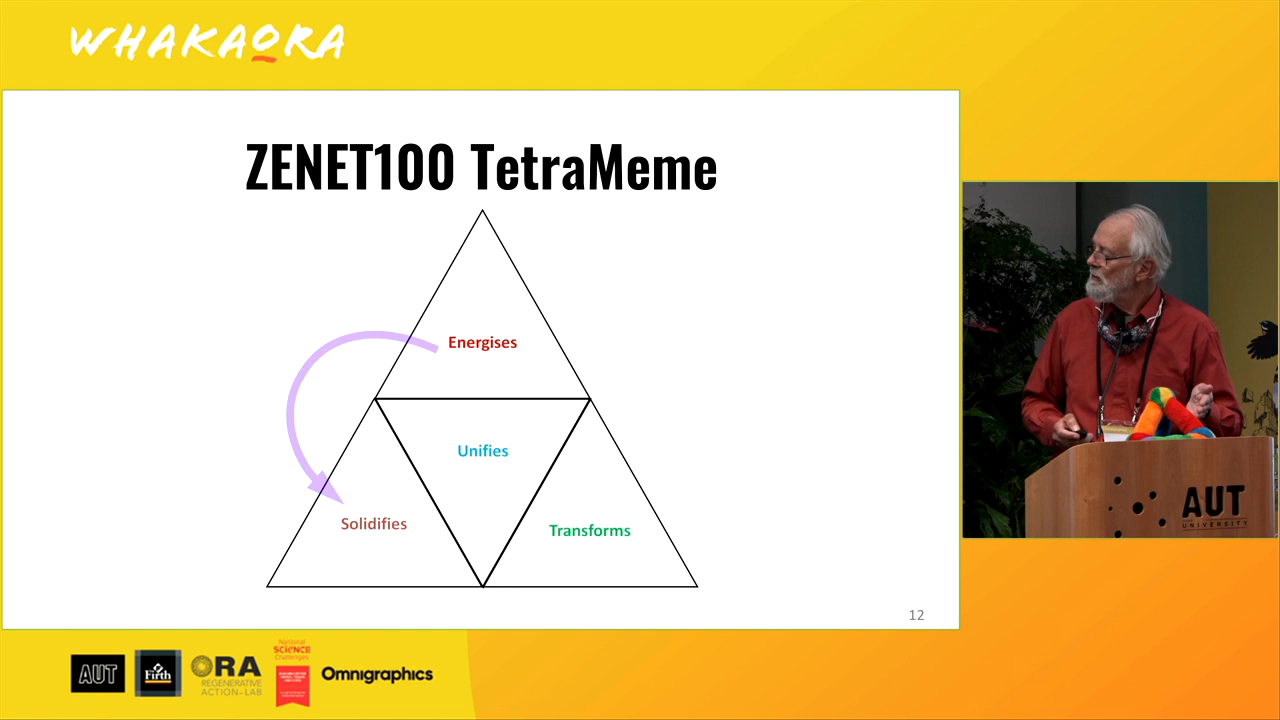 WHAKAORA
ZENET100 TetraMeme
Energises
Unifies
Solidifies
Transforms
12
AUT
UNIVERSITY
AUT
Firth
ORA
REGENERATIVE
ACTION-LAB
National
SCIENCE
Challenges
Omnigraphics